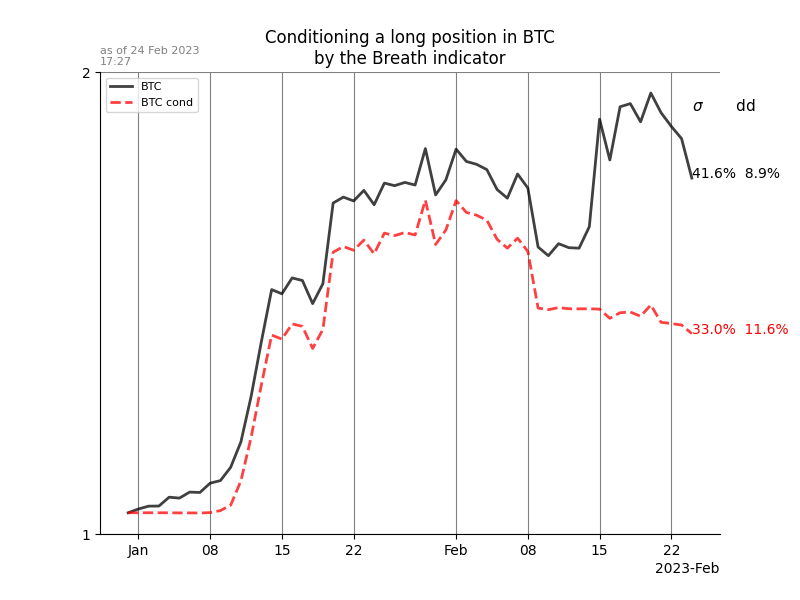 Conditioning a long position in BTC
by the Breath indicator
as of 24 Feb 2023
17:27
2
BTC
BTC cond
σ dd
41.6% 8.9%
33.0% 11.6%
1
Jan 08 15 22 Feb 08 15 22
2023-Feb